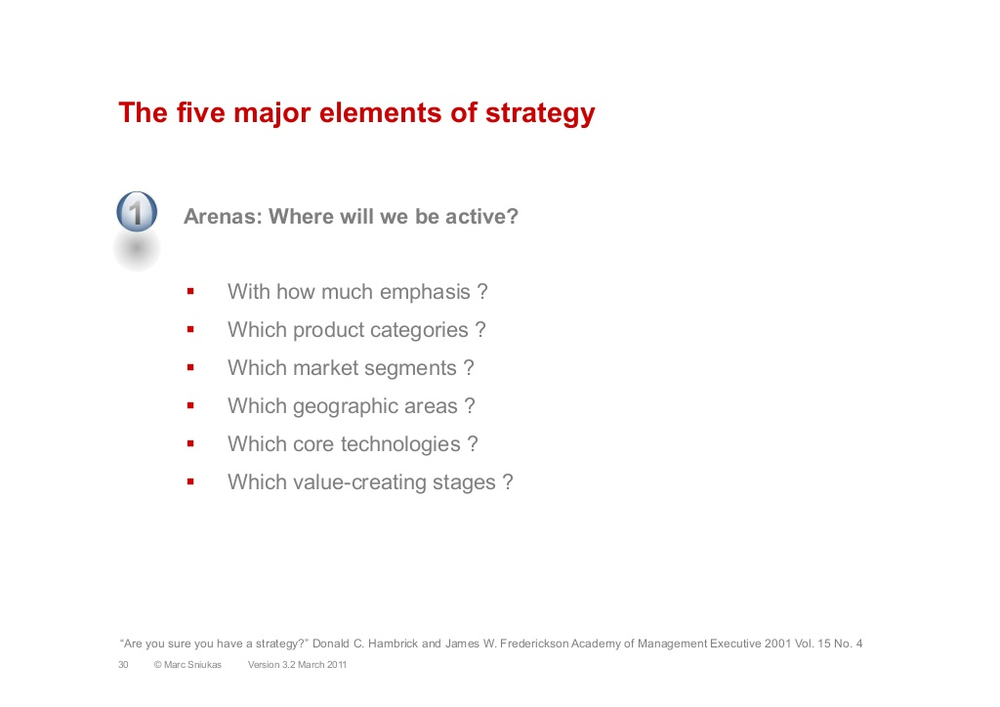 The five major elements of strategy
1 Arenas: Where will we be active?
▪ With how much emphasis ?
▪ Which product categories ?
▪ Which market segments ?
▪ Which geographic areas ?
▪ Which core technologies ?
▪ Which value-creating stages ?
“Are you sure you have a strategy?” Donald C. Hambrick and James W. Frederickson Academy of Management Executive 2001 Vol. 15 No. 4
30 © Marc Sniukas Version 3.2 March 2011